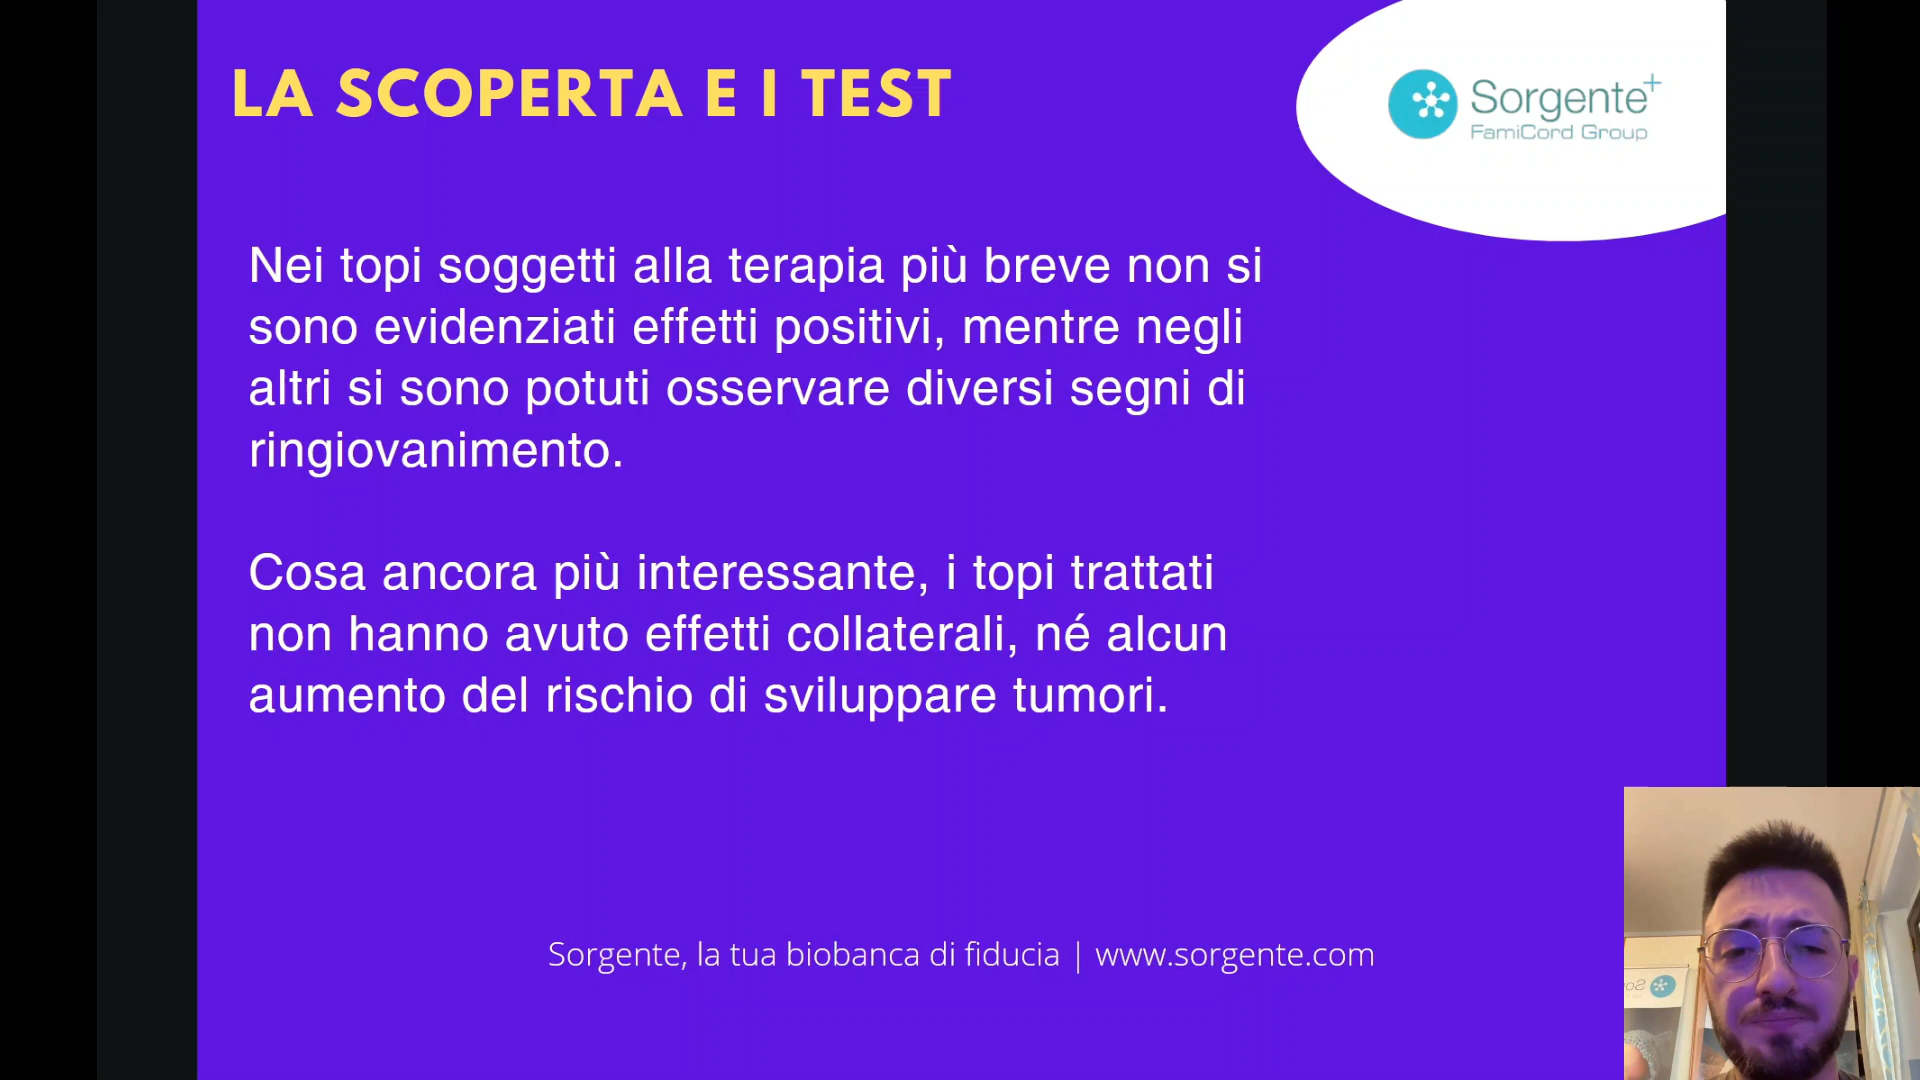 LA SCOPERTA E I TEST
Sorgente+
FamiCord Group
Nei topi soggetti alla terapia più breve non si
sono evidenziati effetti positivi, mentre negli
altri si sono potuti osservare diversi segni di
ringiovanimento.
Cosa ancora più interessante, i topi trattati
non hanno avuto effetti collaterali, né alcun
aumento del rischio di sviluppare tumori.
Sorgente, la tua biobanca di fiducia | www.sorgente.com